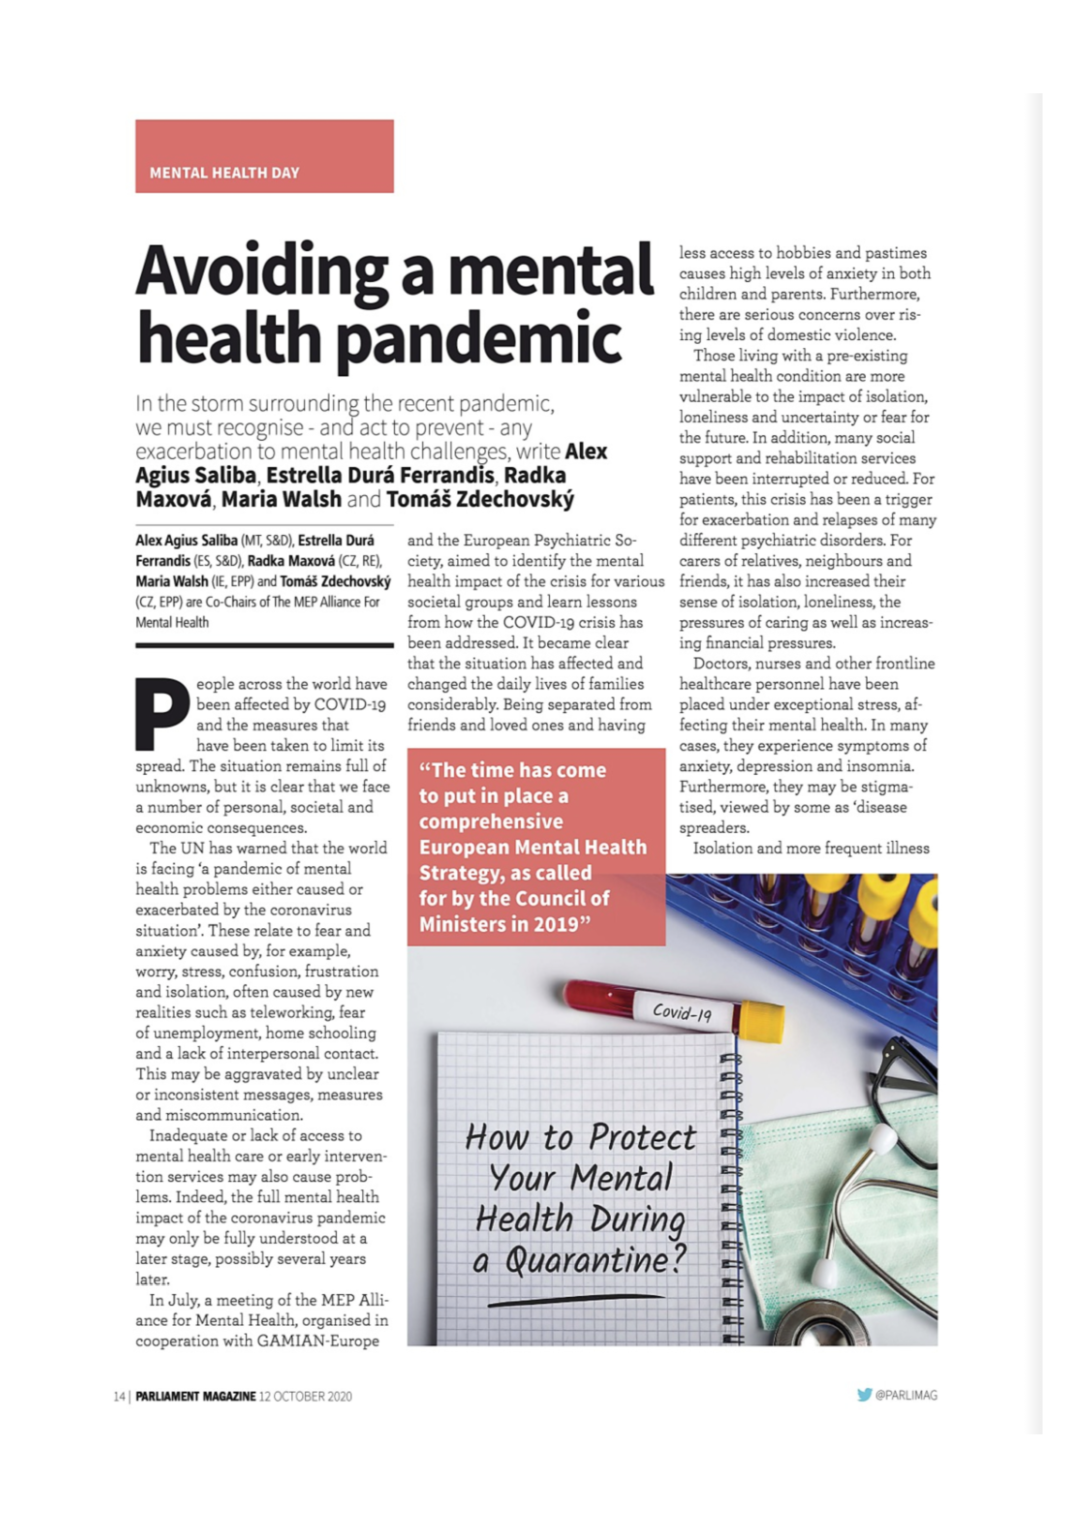 MENTAL HEALTH DAY
Avoiding a mental
health pandemic
In the storm surrounding the recent pandemic,
we must recognise - and act to prevent - any
exacerbation to mental health challenges, write Alex
Agius Saliba, Estrella Durá Ferrandis, Radka
Maxová, Maria Walsh and Tomáš Zdechovský
Alex Agius Saliba (MT, S&D), Estrella Durá
Ferrandis (ES, S&D), Radka Maxová (CZ, RE),
Maria Walsh (IE, EPP) and Tomáš Zdechovský
(CZ, EPP) are Co-Chairs of The MEP Alliance For
Mental Health
People across the world have
been affected by COVID-19
and the measures that
have been taken to limit its
spread. The situation remains full of
unknowns, but it is clear that we face
a number of personal, societal and
economic consequences.
The UN has warned that the world
is facing ‘a pandemic of mental
health problems either caused or
exacerbated by the coronavirus
situation’. These relate to fear and
anxiety caused by, for example,
worry, stress, confusion, frustration
and isolation, often caused by new
realities such as teleworking, fear
of unemployment, home schooling
and a lack of interpersonal contact.
This may be aggravated by unclear
or inconsistent messages, measures
and miscommunication.
Inadequate or lack of access to
mental health care or early interven-
tion services may also cause prob-
lems. Indeed, the full mental health
impact of the coronavirus pandemic
may only be fully understood at a
later stage, possibly several years
later.
In July, a meeting of the MEP Alli-
ance for Mental Health, organised in
cooperation with GAMIAN-Europe
and the European Psychiatric So-
ciety, aimed to identify the mental
health impact of the crisis for various
societal groups and learn lessons
from how the COVID-19 crisis has
been addressed. It became clear
that the situation has affected and
changed the daily lives of families
considerably. Being separated from
friends and loved ones and having
“The time has come
to put in place a
comprehensive
European Mental Health
Strategy, as called
for by the Council of
Ministers in 2019”
less access to hobbies and pastimes
causes high levels of anxiety in both
children and parents. Furthermore,
there are serious concerns over ris-
ing levels of domestic violence.
Those living with a pre-existing
mental health condition are more
vulnerable to the impact of isolation,
loneliness and uncertainty or fear for
the future. In addition, many social
support and rehabilitation services
have been interrupted or reduced. For
patients, this crisis has been a trigger
for exacerbation and relapses of many
different psychiatric disorders. For
carers of relatives, neighbours and
friends, it has also increased their
sense of isolation, loneliness, the
pressures of caring as well as increas-
ing financial pressures.
Doctors, nurses and other frontline
healthcare personnel have been
placed under exceptional stress, af-
fecting their mental health. In many
cases, they experience symptoms of
anxiety, depression and insomnia.
Furthermore, they may be stigma-
tised, viewed by some as ‘disease
spreaders.
Isolation and more frequent illness
Covid-19
How to Protect
Your Mental
Health During
a Quarantine?
14| PARLIAMENT MAGAZINE 12 OCTOBER 2020
@PARLIMAG